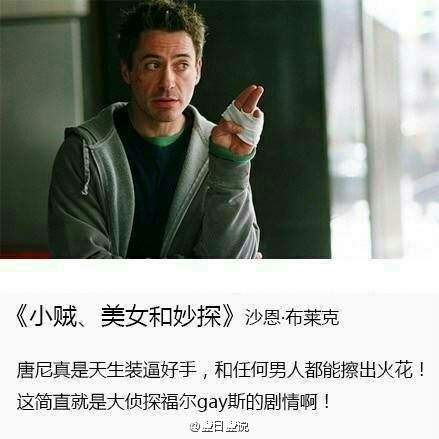 《小贼、美女和妙探》沙恩·布莱克
唐尼真是天生装逼好手，和任何男人都能擦出火花！
这简直就是大侦探福尔gay斯的剧情啊！